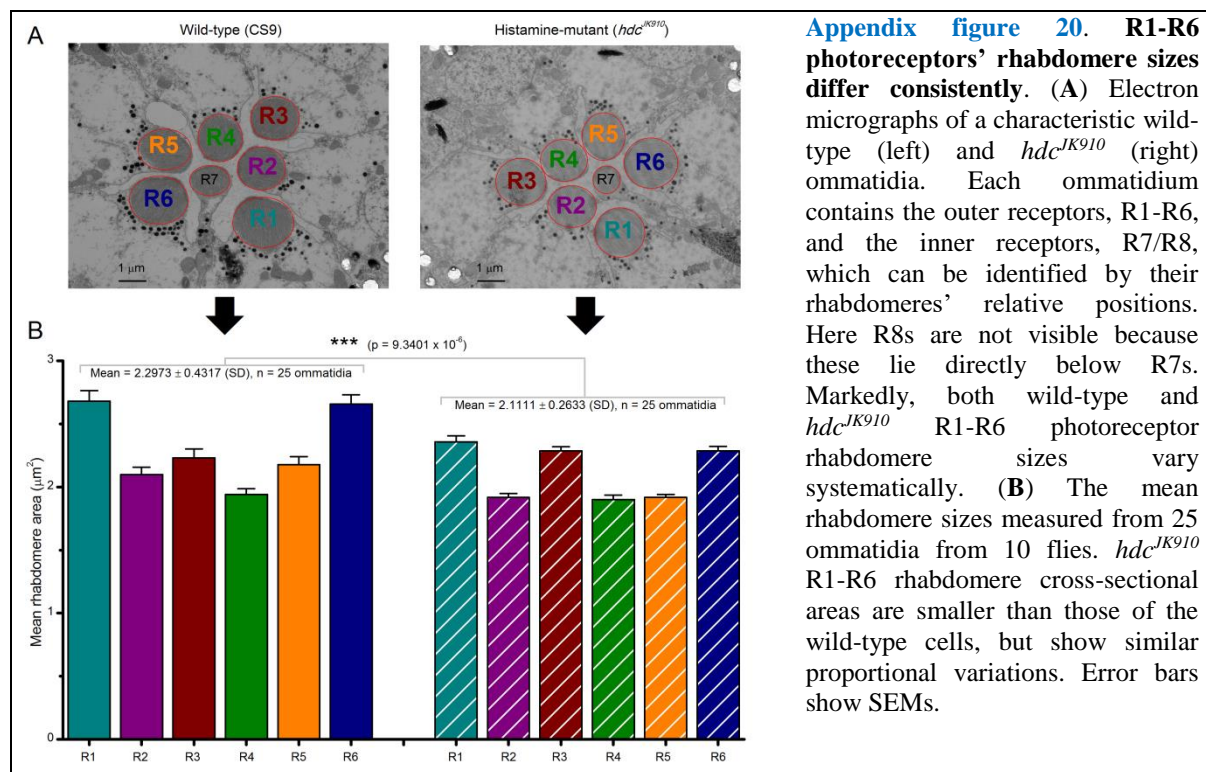 A
Wild-type (CS9)
Histamine-mutant (hdcJK910)
R3
R4
R5
R2
R7
R6
R1
1 μm
R5
R4
R6
R3
R7
R2
R1
1 μm
B
*** (p = 9.3401 x 10-6)
Mean = 2.2973 ± 0.4317 (SD), n = 25 ommatidia
Mean = 2.1111 ± 0.2633 (SD), n = 25 ommatidia
Mean rhabdomere area (μm2)
3
2
1
0
R1 R2 R3 R4 R5 R6 R1 R2 R3 R4 R5 R6
Appendix figure 20. R1-R6
photoreceptors’ rhabdomere sizes
differ consistently. (A) Electron
micrographs of a characteristic wild-
type (left) and hdcJK910 (right)
ommatidia. Each ommatidium
contains the outer receptors, R1-R6,
and the inner receptors, R7/R8,
which can be identified by their
rhabdomeres’ relative positions.
Here R8s are not visible because
these lie directly below R7s.
Markedly, both wild-type and
hdcJK910 R1-R6 photoreceptor
rhabdomere sizes vary
systematically. (B) The mean
rhabdomere sizes measured from 25
ommatidia from 10 flies. hdcJK910
R1-R6 rhabdomere cross-sectional
areas are smaller than those of the
wild-type cells, but show similar
proportional variations. Error bars
show SEMs.